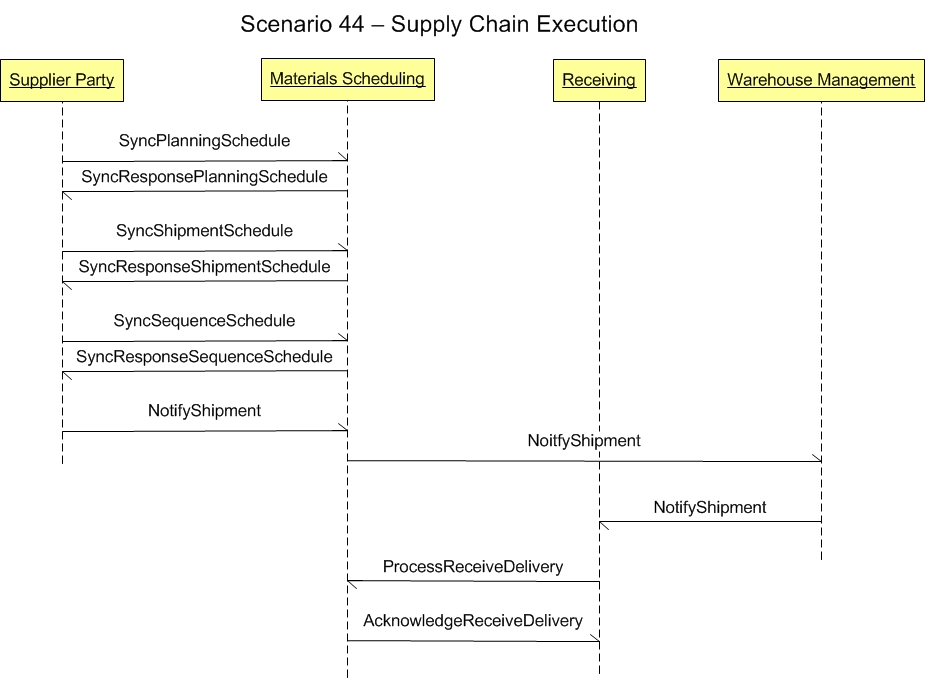 Scenario 44 – Supply Chain Execution
Supplier Party
Materials Scheduling
Receiving
Warehouse Management
SyncPlanningSchedule
SyncResponsePlanningSchedule
SyncShipmentSchedule
SyncResponseShipmentSchedule
SyncSequenceSchedule
SyncResponseSequenceSchedule
NotifyShipment
NoitfyShipment
NotifyShipment
ProcessReceiveDelivery
AcknowledgeReceiveDelivery